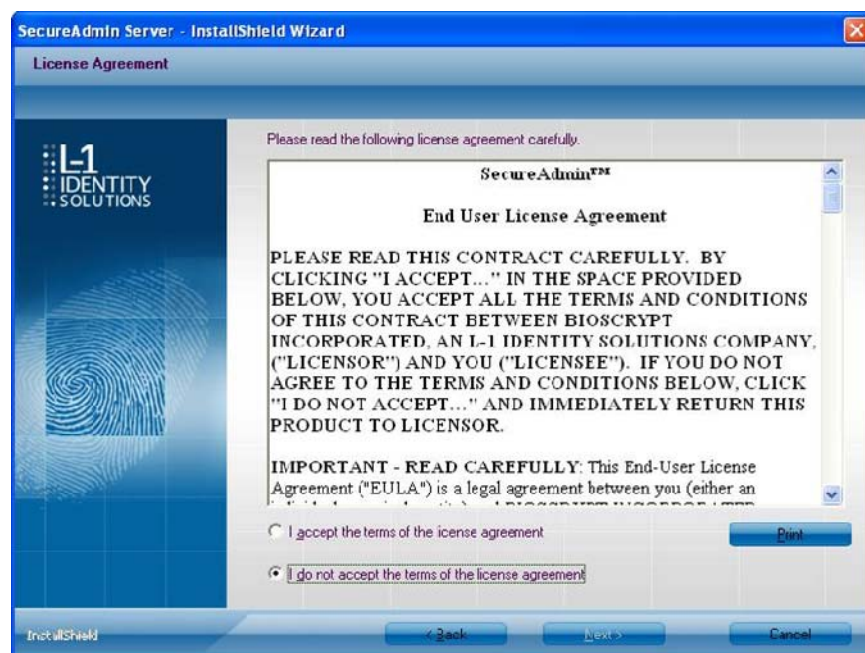 SecureAdmin Server - InstallShield Wizard
License Agreement
L-1
IDENTITY
SOLUTIONS
Please read the following license agreement carefully.
SecureAdmin™
End User License Agreement
PLEASE READ THIS CONTRACT CAREFULLY. BY
CLICKING "I ACCEPT..." IN THE SPACE PROVIDED
BELOW, YOU ACCEPT ALL THE TERMS AND CONDITIONS
OF THIS CONTRACT BETWEEN BIOSCRYPT
INCORPORATED, AN L-1 IDENTITY SOLUTIONS COMPANY,
("LICENSOR") AND YOU ("LICENSEE"). IF YOU DO NOT
AGREE TO THE TERMS AND CONDITIONS BELOW, CLICK
"I DO NOT ACCEPT..." AND IMMEDIATELY RETURN THIS
PRODUCT TO LICENSOR.
IMPORTANT - READ CAREFULLY: This End-User License
Agreement ("EULA") is a legal agreement between you (either an
I accept the terms of the icense agreement
Print
I do not accept the terms of the license agreement
InstallShield
< Back
Next >
Cancel